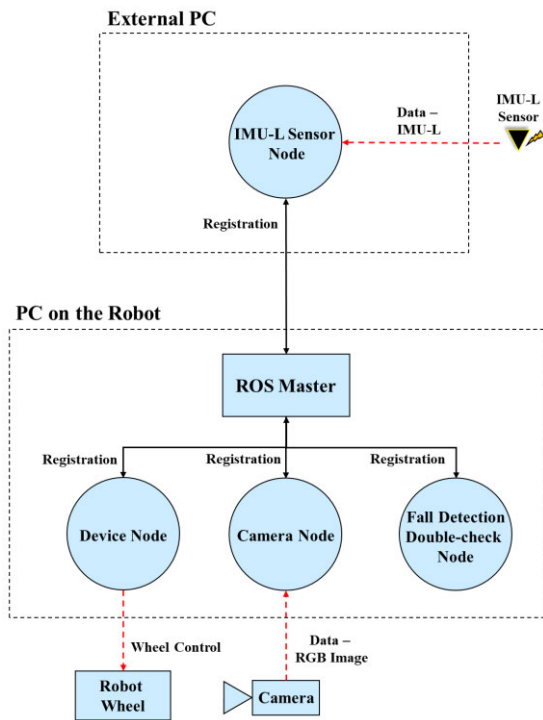 External PC
IMU-L Sensor
Node
Data –
IMU-L
IMU-L
Sensor
Registration
PC on the Robot
ROS Master
Registration
Registration
Registration
Device Node
Camera Node
Fall Detection
Double-check
Node
Wheel Control
Data –
RGB Image
Robot
Wheel
Camera